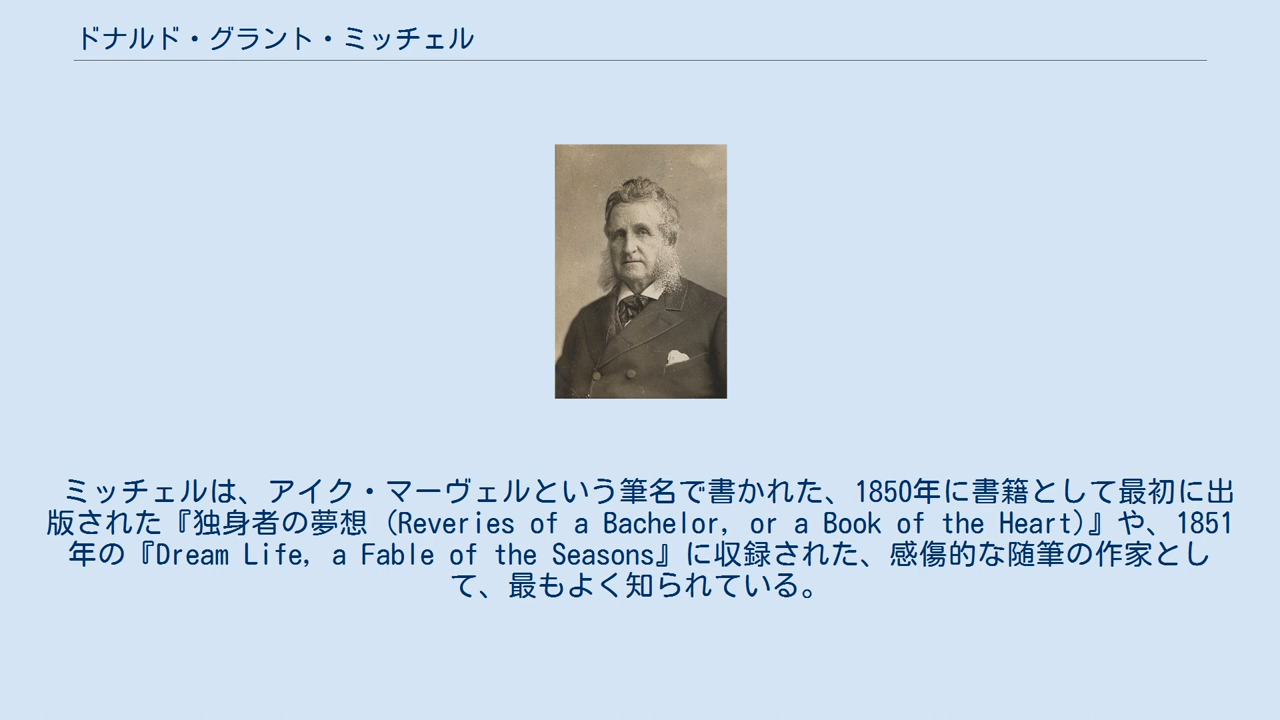 ドナルド・グラント・ミッチェル
ミッチェルは、アイク・マーヴェルという筆名で書かれた、1850年に書籍として最初に出
版された『独身者の夢想 (Reveries of a Bachelor, or a Book of the Heart)』や、1851
年の『Dream Life, a Fable of the Seasons』に収録された、感傷的な随筆の作家とし
て、最もよく知られている。